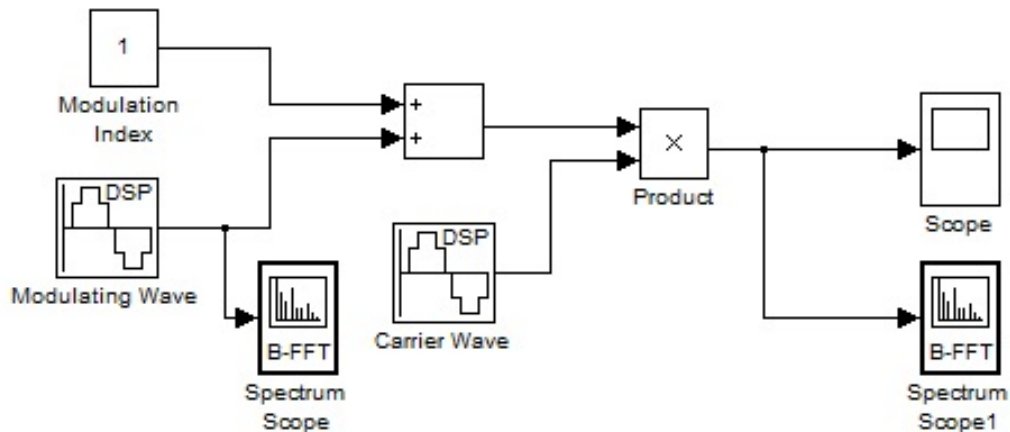 1
Modulation
Index
+
+
×
Product
DSP
Modulating Wave
DSP
Carrier Wave
B-FFT
Spectrum
Scope
Scope
B-FFT
Spectrum
Scope1